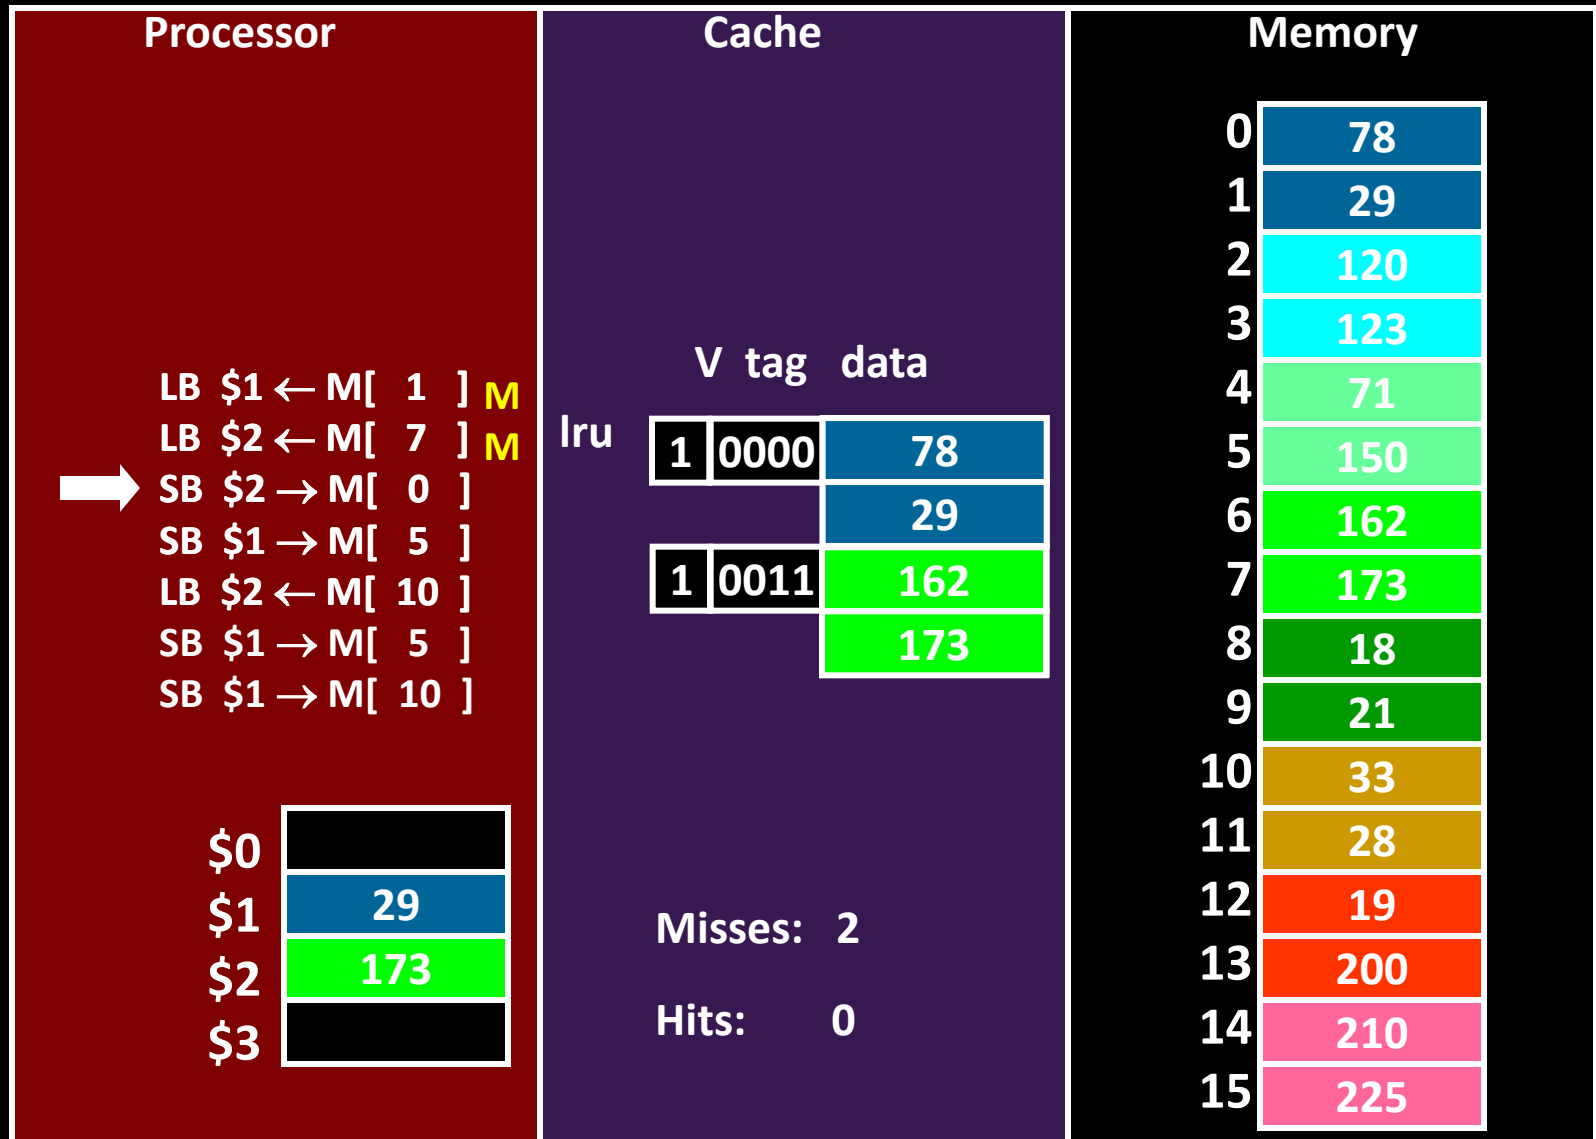 Processor
LB $1 ← M[ 1 ] M
LB $2 ← M[ 7 ] M
SB $2 → M[ 0 ]
SB $1 → M[ 5 ]
LB $2 ← M[ 10 ]
SB $1 → M[ 5 ]
SB $1 → M[ 10 ]
$0
$1 29
$2 173
$3
Cache
V tag data
lru 1 0000 78
29
1 0011 162
173
Misses: 2
Hits: 0
Memory
0 78
1 29
2 120
3 123
4 71
5 150
6 162
7 173
8 18
9 21
10 33
11 28
12 19
13 200
14 210
15 225